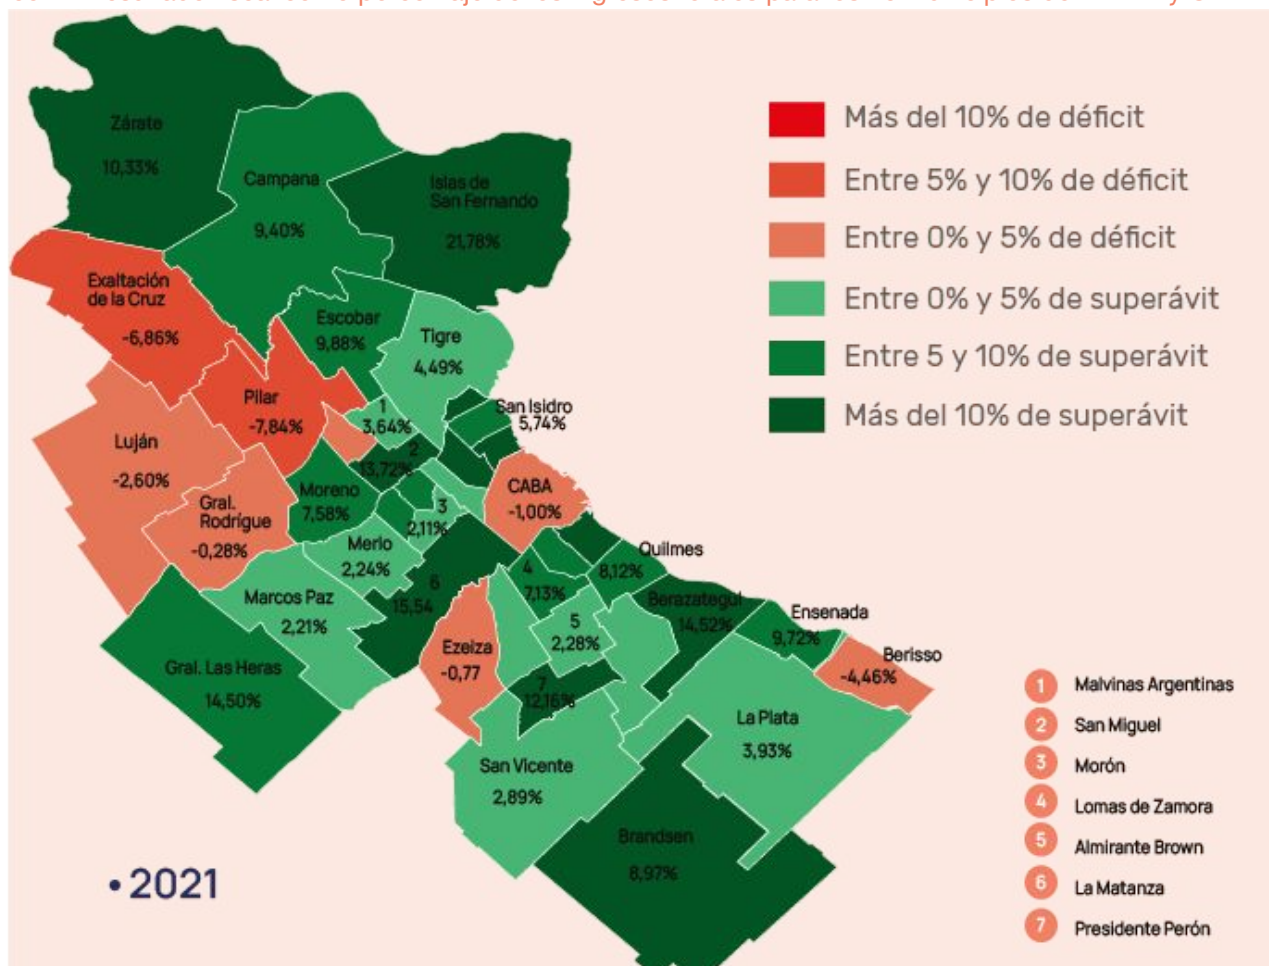 Zárate
10,33%
Campana
9,40%
Islas de
San Fernando
21,78%
Exaltación
de la Cruz
-6,86%
Escobar
9,88%
Tigre
4,49%
Pilar
-7,84%
1
3,64%
San Isidro
5,74%
Luján
-2,60%
2
13,72%
Gral.
Rodrígue
-0,28%
Moreno
7,58%
3
2,11%
CABA
-1,00%
Merlo
2,24%
Quilmes
8,12%
4
7,13%
6
15,54
Marcos Paz
2,21%
Berazategui
14,52%
Ensenada
9,72%
5
2,28%
Ezeiza
-0,77
Berisso
-4,46%
Gral. Las Heras
14,50%
7
12,16%
La Plata
3,93%
San Vicente
2,89%
Brandsen
8,97%
• 2021
Más del 10% de déficit
Entre 5% y 10% de déficit
Entre 0% y 5% de déficit
Entre 0% y 5% de superávit
Entre 5 y 10% de superávit
Más del 10% de superávit
1 Malvinas Argentinas
2 San Miguel
3 Morón
4 Lomas de Zamora
5 Almirante Brown
6 La Matanza
7 Presidente Perón